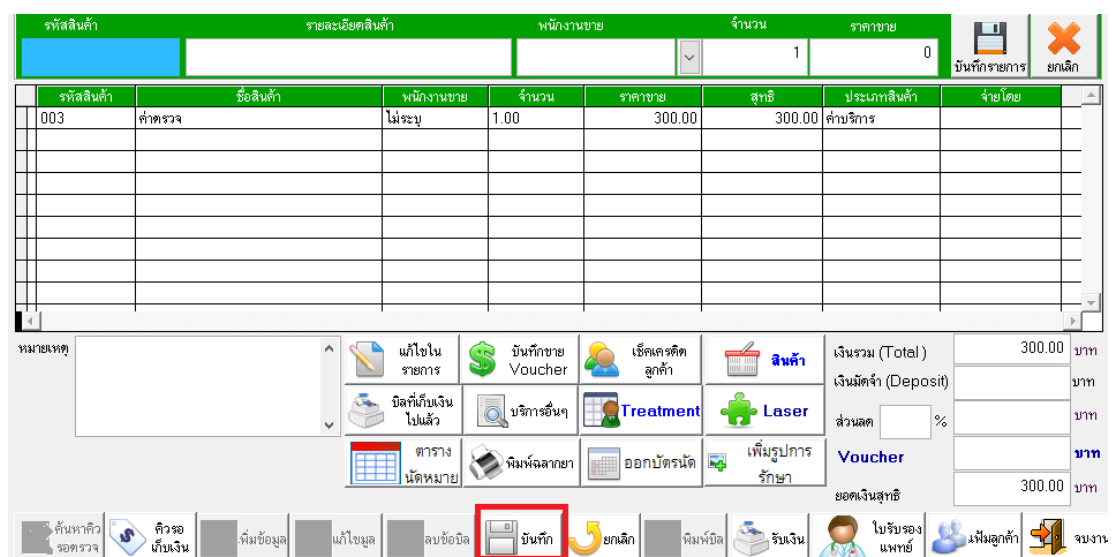 รหัสสินค้า รายละเอียดสินค้า พนักงานขาย จำนวน ราคาขาย
1 0
บันทึกรายการ ยกเลิก
รหัสสินค้า ชื่อสินค้า พนักงานขาย จำนวน ราคาขาย สุทธิ ประเภทสินค้า จ่ายโดย
003 ค่าตรวจ ไม่ระบุ 1.00 300.00 300.00 ค่าบริการ
หมายเหตุ
แก้ไขใน
รายการ
บันทึกขาย
Voucher
เช็คเครดิต
ลูกค้า
สินค้า
บิลที่เก็บเงิน
ไปแล้ว
บริการอื่นๆ
Treatment
Laser
ตาราง
นัดหมาย
พิมพ์ฉลากยา
ออกบัตรนัด
เพิ่มรูปการ
รักษา
เงินรวม (Total ) 300.00 บาท
เงินมัดจำ (Deposit) บาท
ส่วนลด % บาท
Voucher บาท
ยอดเงินสุทธิ 300.00 บาท
ค้นหาคิว
รอตรวจ
คิวรอ
เก็บเงิน
เพิ่มข้อมูล
แก้ไขมูล
ลบข้อบิล
บันทึก
ยกเลิก
พิมพ์บิล
รับเงิน
ใบรับรอง
แพทย์
แฟ้มลูกค้า
จบงาน